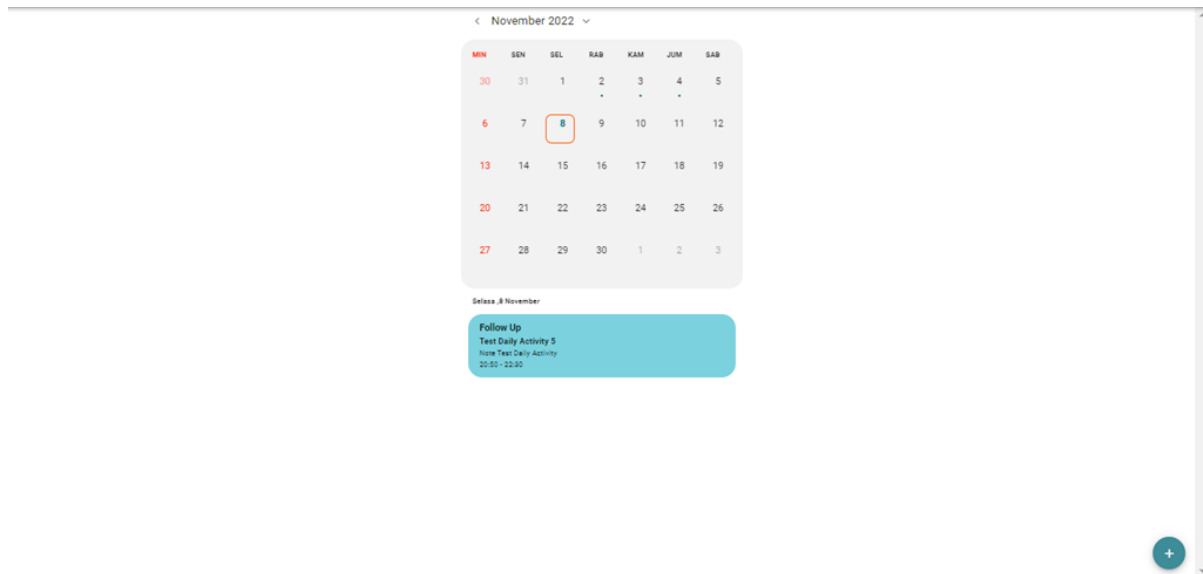 < November 2022
MIN SEN SEL RAB KAM JUM SAB
30 31 1 2 3 4 5
6 7 8 9 10 11 12
13 14 15 16 17 18 19
20 21 22 23 24 25 26
27 28 29 30 1 2 3
Selasa ,8 November
Follow Up
Test Daily Activity 5
Note Test Daily Activity
20:50 - 22:30
+